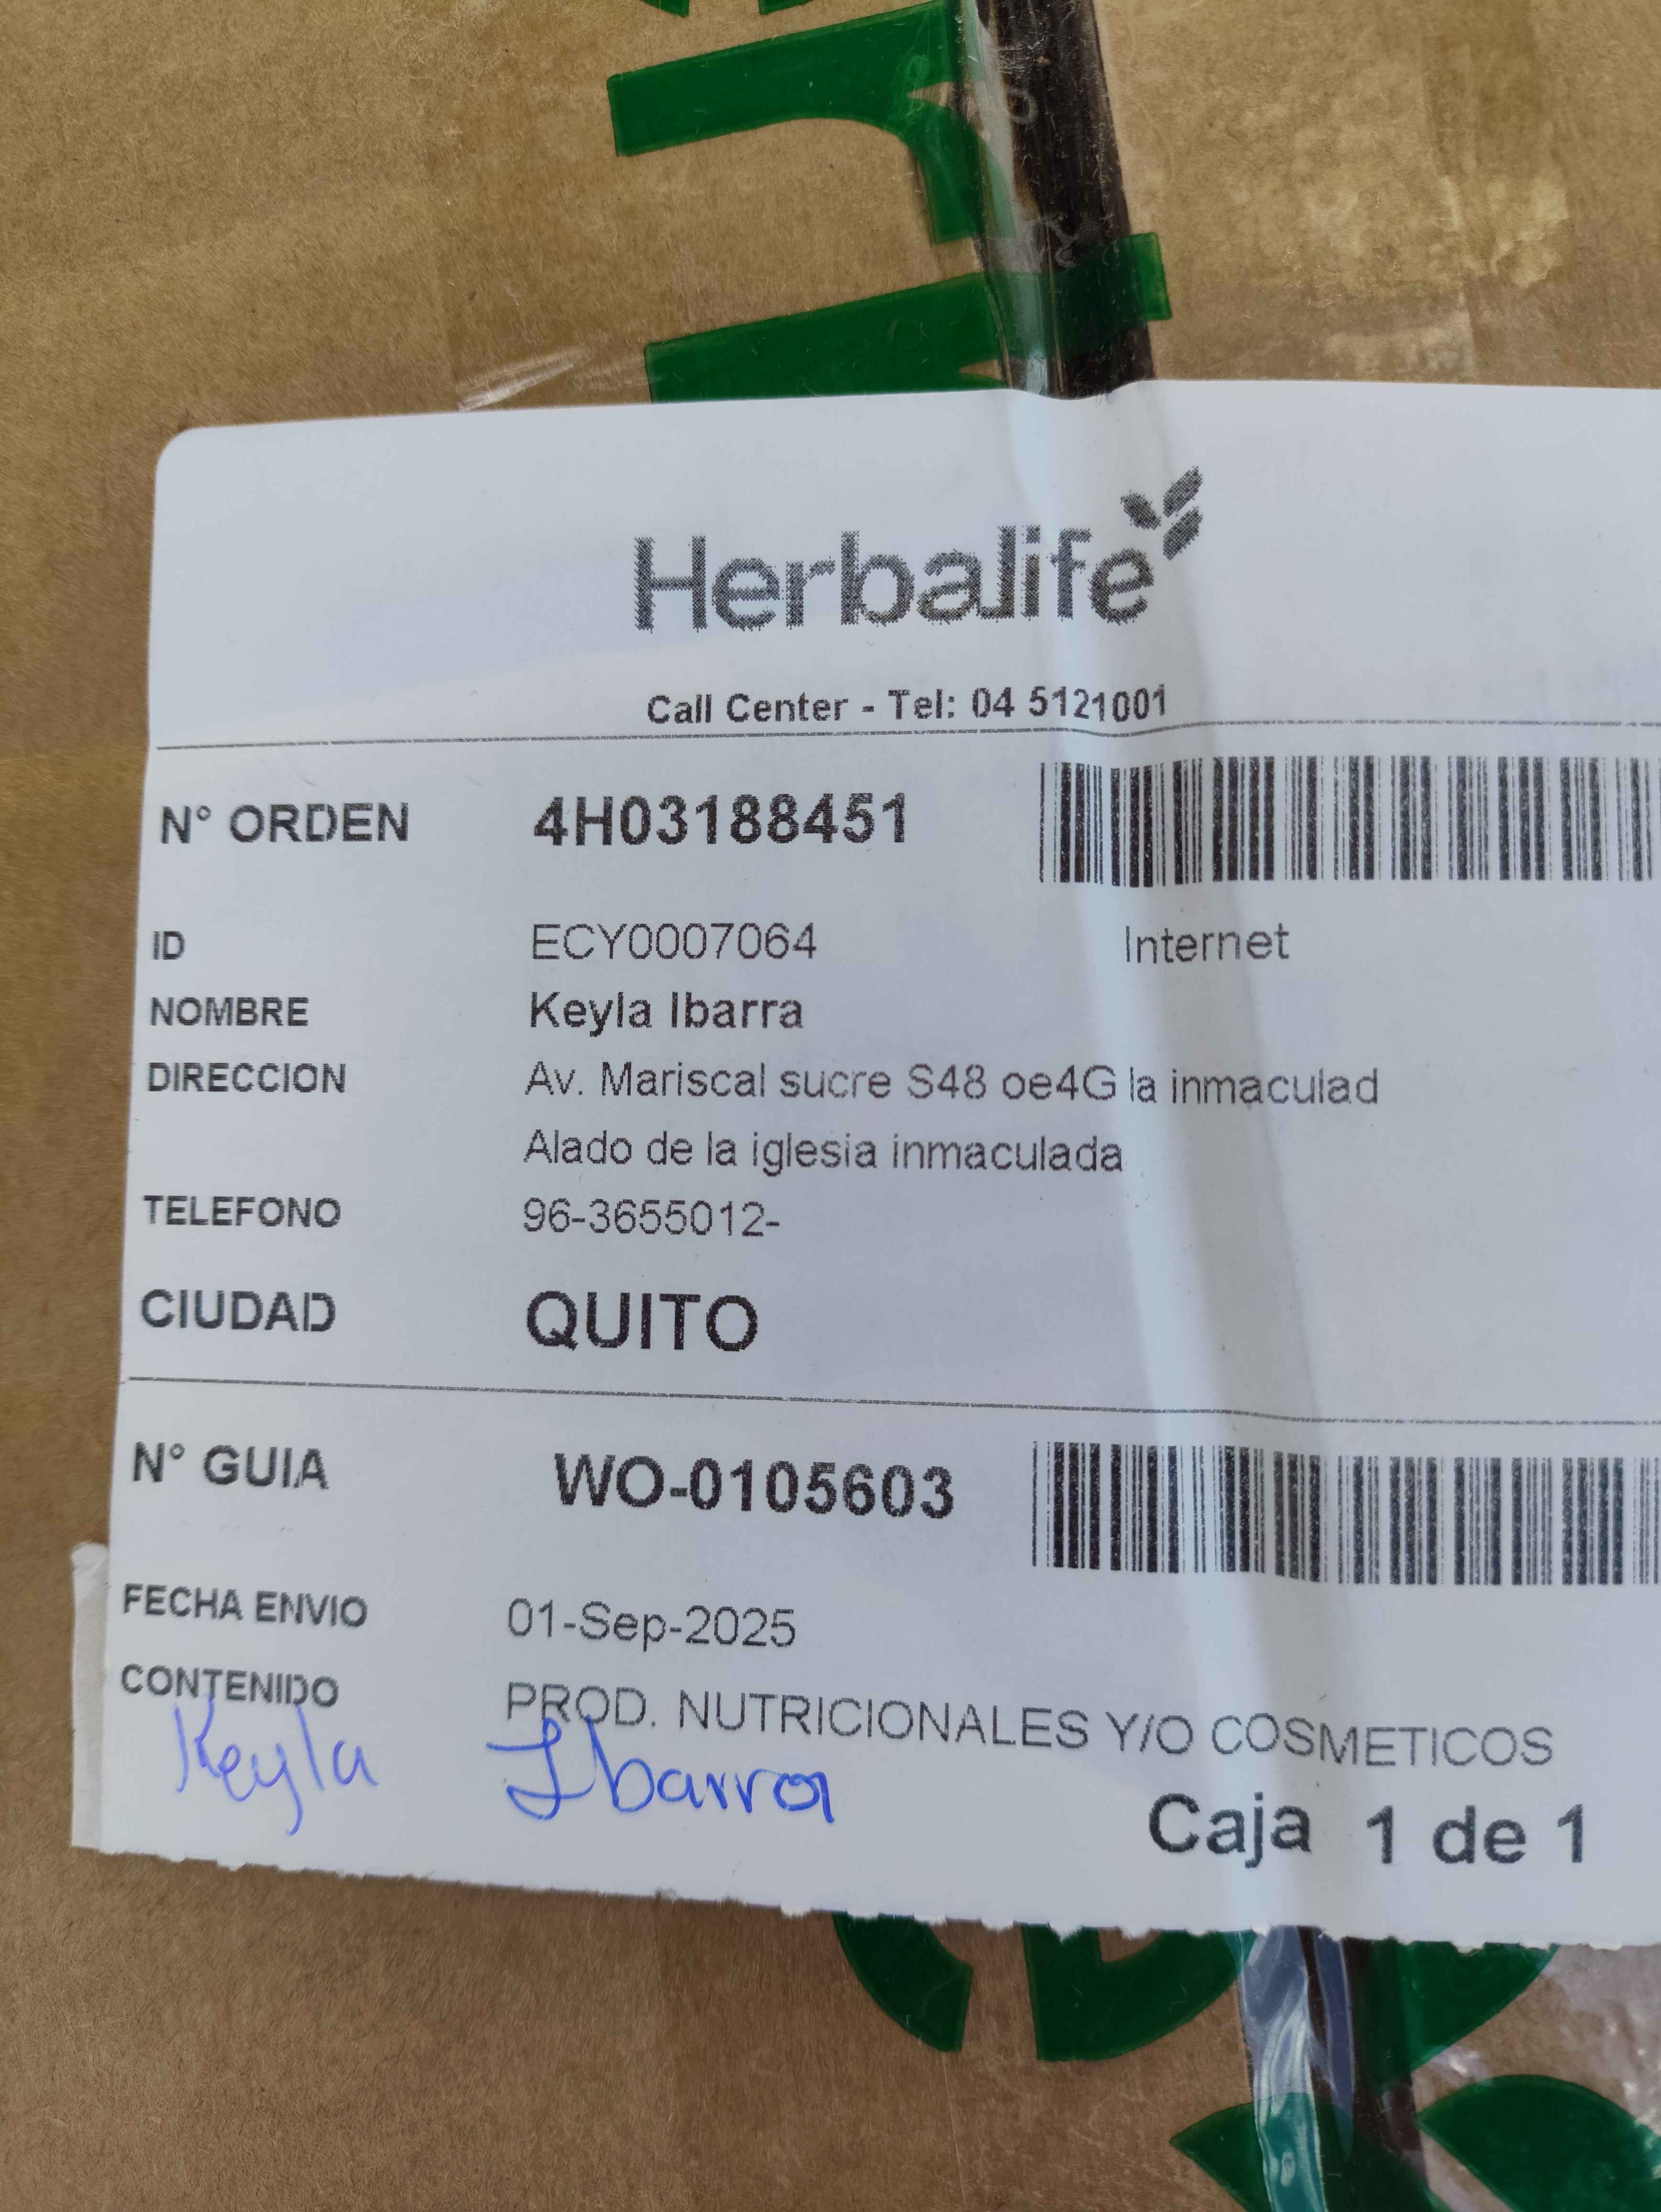 Herbalife
Call Center - Tel: 04 5121001
N° ORDEN 4H03188451
ID ECY0007064 Internet
NOMBRE Keyla Ibarra
DIRECCION Av. Mariscal sucre S48 oe4G la inmaculad
Alado de la iglesia inmaculada
TELEFONO 96-3655012-
CIUDAD QUITO
N° GUIA WO-0105603
FECHA ENVIO 01-Sep-2025
CONTENIDO PROD. NUTRICIONALES Y/O COSMETICOS
Keyla Ibarra
Caja 1 de 1